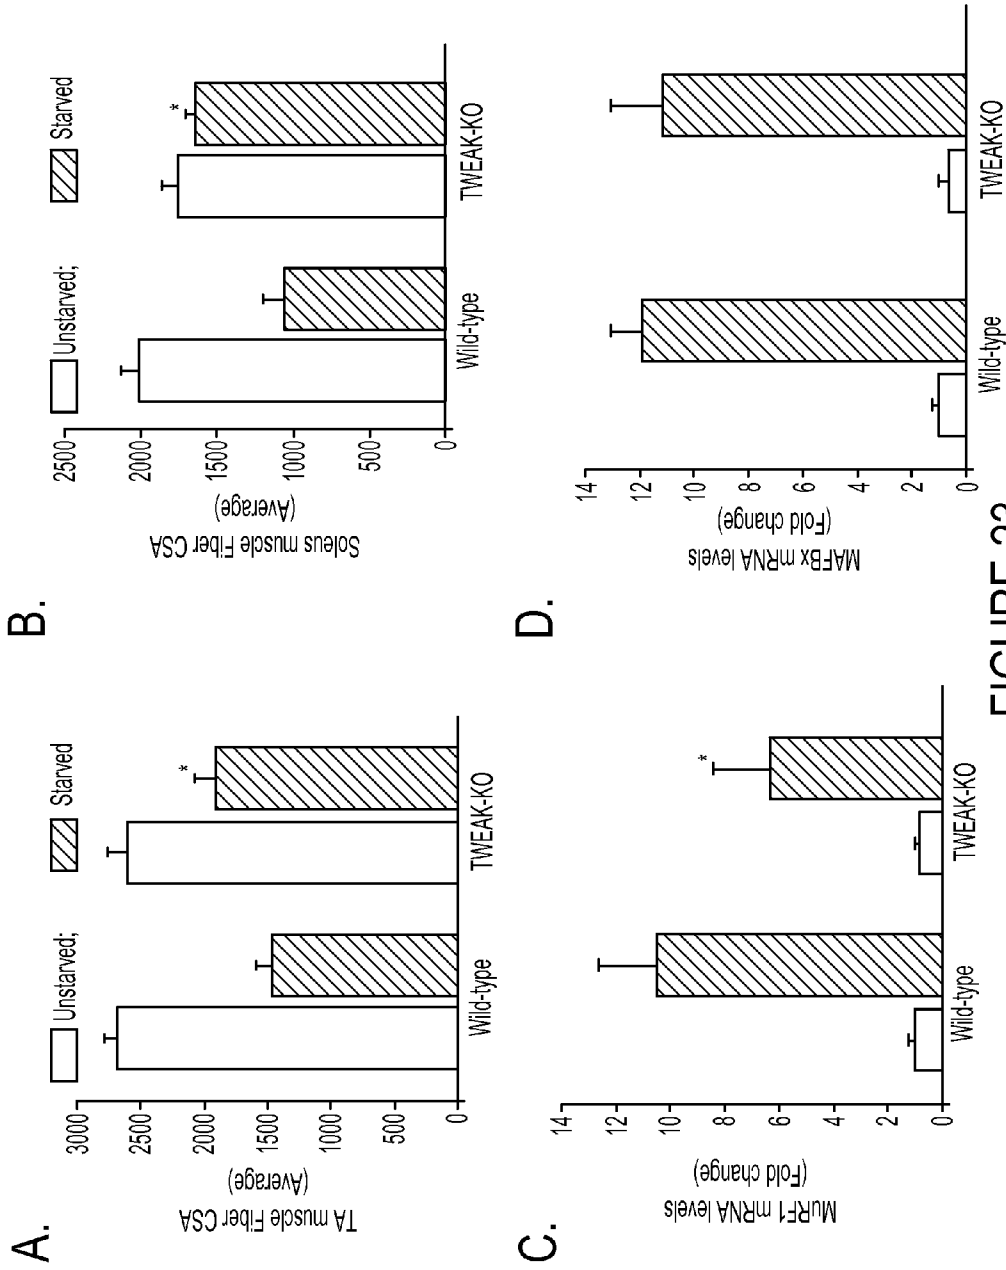 A.
Unstarved; Starved
3000
2500
2000
1500
1000
500
0
TA muscle Fiber CSA
(Average)
Wild-type TWEAK-KO
*
B.
Unstarved; Starved
2500
2000
1500
1000
500
0
Soleus muscle Fiber CSA
(Average)
Wild-type TWEAK-KO
*
C.
14
12
10
8
6
4
2
0
MuRF1 mRNA levels
(Fold change)
Wild-type TWEAK-KO
*
D.
14
12
10
8
6
4
2
0
MAFBx mRNA levels
(Fold change)
Wild-type TWEAK-KO
FIGURE